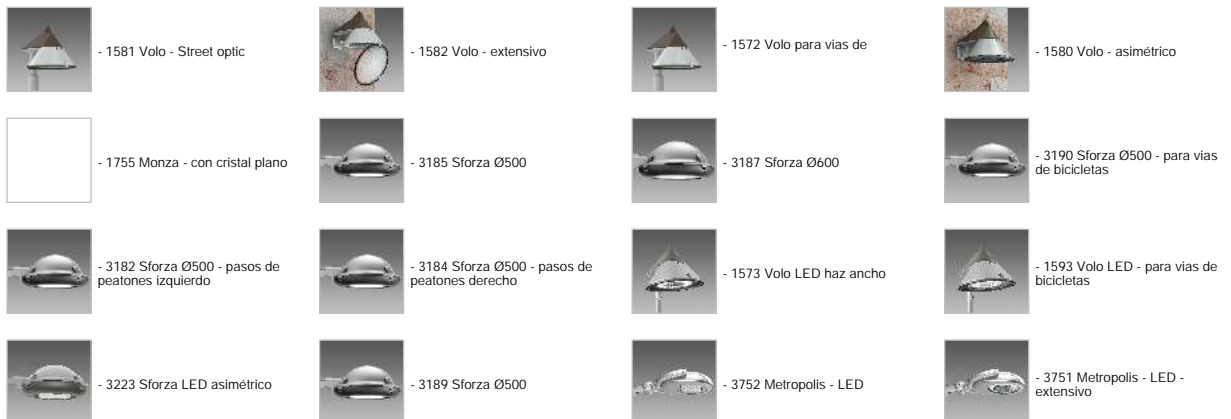 - 1581 Volo - Street optic
- 1582 Volo - extensivo
- 1572 Volo para vias de
- 1580 Volo - asimétrico
- 1755 Monza - con cristal plano
- 3185 Sforza Ø500
- 3187 Sforza Ø600
- 3190 Sforza Ø500 - para vias
de bicicletas
- 3182 Sforza Ø500 - pasos de
peatones izquierdo
- 3184 Sforza Ø500 - pasos de
peatones derecho
- 1573 Volo LED haz ancho
- 1593 Volo LED - para vias de
bicicletas
- 3223 Sforza LED asimétrico
- 3189 Sforza Ø500
- 3752 Metropolis - LED
- 3751 Metropolis - LED -
extensivo